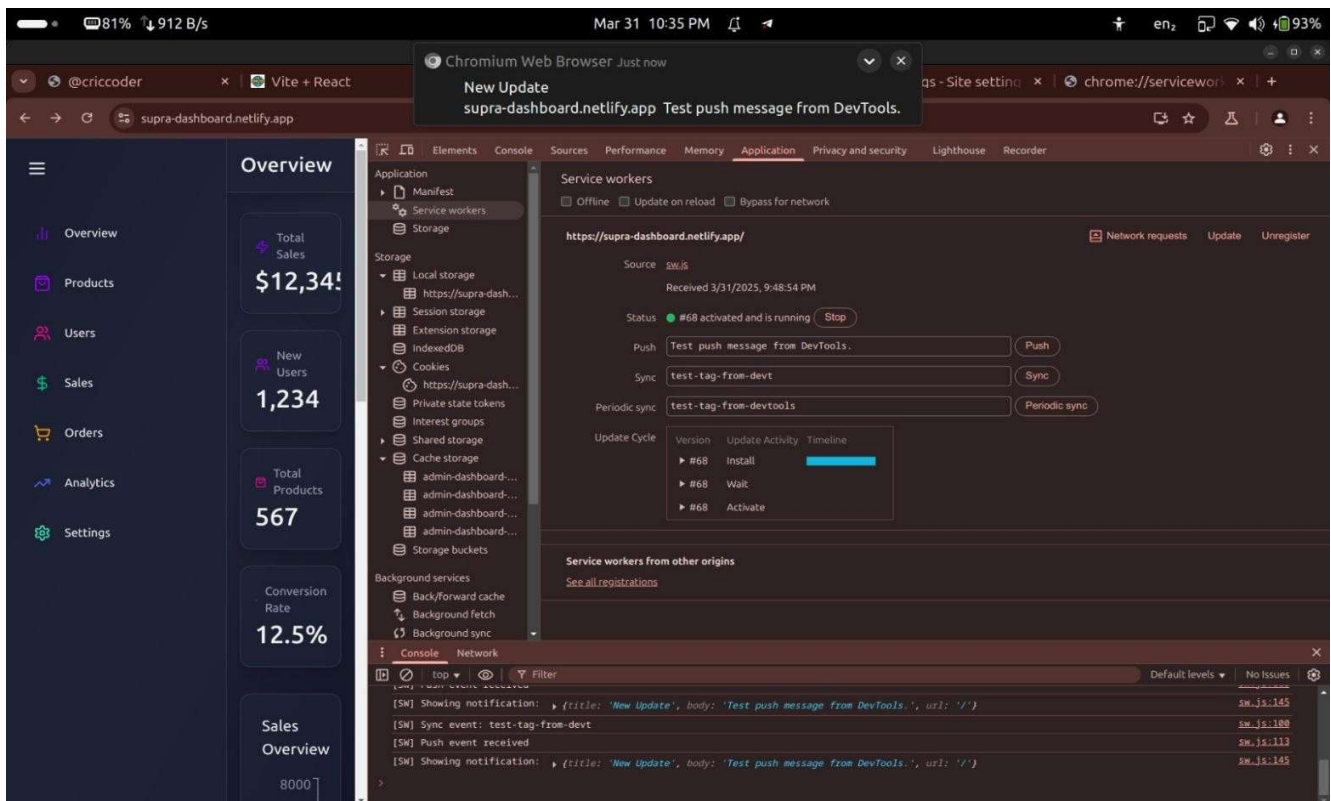 81% 912 B/s Mar 31 10:35 PM en₂ 93%
Chromium Web Browser Just now
New Update
supra-dashboard.netlify.app Test push message from DevTools.
@criccoder Vite + React gs - Site setting chrome://servicewor
supra-dashboard.netlify.app
Overview
Overview
Products
Users
Sales
Orders
Analytics
Settings
Total
Sales
$12,345
New
Users
1,234
Total
Products
567
Conversion
Rate
12.5%
Sales
Overview
8000
Elements Console Sources Performance Memory Application Privacy and security Lighthouse Recorder
Application
Manifest
Service workers
Storage
Storage
Local storage
https://supra-dash...
Session storage
Extension storage
IndexedDB
Cookies
https://supra-dash...
Private state tokens
Interest groups
Shared storage
Cache storage
admin-dashboard-...
admin-dashboard-...
admin-dashboard-...
admin-dashboard-...
Storage buckets
Background services
Back/forward cache
Background fetch
Background sync
Service workers
Offline Update on reload Bypass for network
https://supra-dashboard.netlify.app/ Network requests Update Unregister
Source sw.js
Received 3/31/2025, 9:48:54 PM
Status #68 activated and is running Stop
Push Test push message from DevTools. Push
Sync test-tag-from-devt Sync
Periodic sync test-tag-from-devtools Periodic sync
Update Cycle Version Update Activity Timeline
#68 Install
#68 Wait
#68 Activate
Service workers from other origins
See all registrations
Console Network
top Filter Default levels No Issues
[SW] Push event received
[SW] Showing notification: {title: 'New Update', body: 'Test push message from DevTools.', url: '/'} sw.js:145
[SW] Sync event: test-tag-from-devt sw.js:100
[SW] Push event received sw.js:113
[SW] Showing notification: {title: 'New Update', body: 'Test push message from DevTools.', url: '/'} sw.js:145